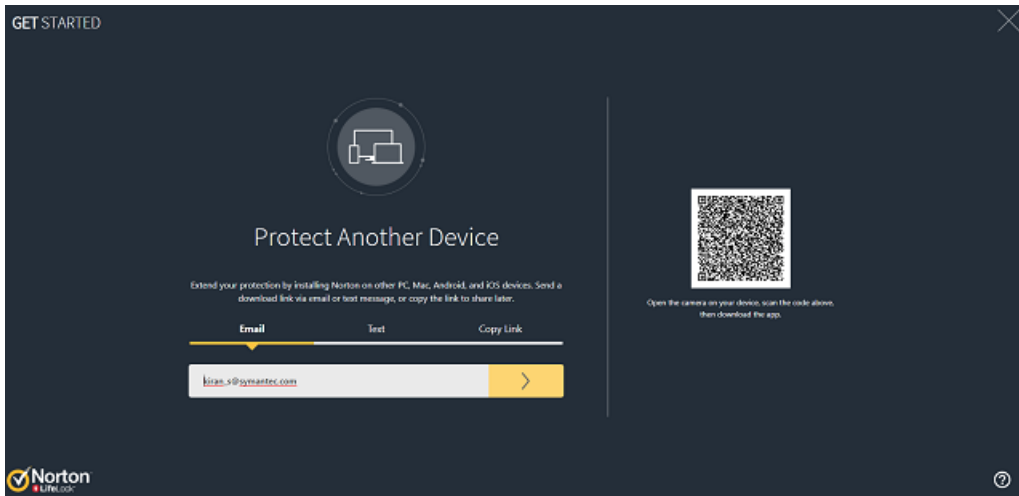 GET STARTED
Protect Another Device
Extend your protection by installing Norton on other PC, Mac, Android, and iOS devices. Send a
download link via email or text message, or copy the link to share later.
Email
Text
Copy Link
kiran_s@symantec.com
Open the camera on your device, scan the code above,
then download the app.
Norton
LifeLock
?